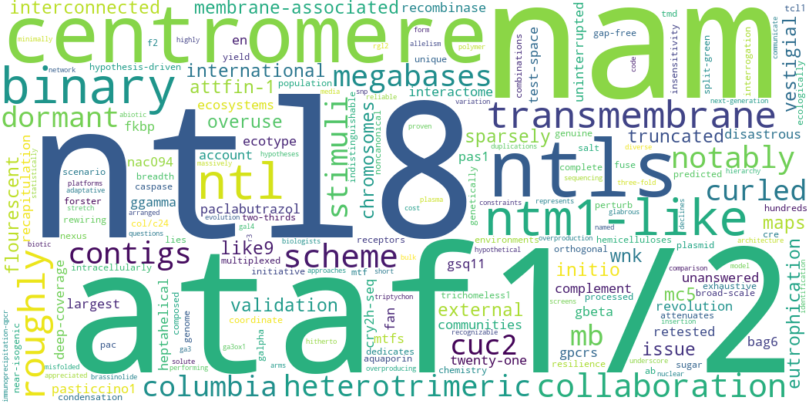 interconnected
membrane-associated
recombinase
interrogation
tmd
tcl1
centromere
nam
minimally
highly
rgl2
form
allelism
polymer
f2
en
yield
unique
code
combinations
insensitivity
test-space
split-green
uninterrupted
gap-free
vestigial
communicate
ecologically
network
hypothesis-driven
international
population
media
snp
variation
next-generation
binary
attfin-1
megabases
interactome
abiotic
dormant
fkbp
ecosystems
overuse
stimuli
indistinguishable
noncanonical
reliable
chromosomes
transmembrane
ntl8
ntls
flourescent
recapitulation
nac094
scenario
platforms
adaptative
breadth
caspase
forster
rewiring
nexus
account
ecotype
ggamma
two-thirds
ntl
massively
hypotheses
proven
sparsely
pas1
genetically
duplications
genuine
salt
complete
fuse
sequencing
three-fold
truncated
disastrous
predicted
diverse
hierarchy
notably
curled
roughly
statistically
stretch
arranged
col/c24
paclabutrazol
evolution
gal4
plasma
cost
constraints
represents
perturb
named
glabrous
declines
ntm1-like
maps
hundreds
biotic
lies
questions
multiplexed
c3
biologists
receptors
environments
overproduction
orthogonal
hypothetical
hemicelluloses
plasmid
cre
architecture
contigs
scheme
like9
wnk
unanswered
gsq11
initio
comparison
broad-scale
model
identification
eutrophication
near-isogenic
deep-coverage
intracellularly
largest
heptahelical
composed
processed
initiative
approaches
mtf
short
bulk
validation
cry2h-seq
external
complement
exhaustive
mc5
revolution
attenuates
insertion
ataf1/2
immunoprecipitation-gpcr
pac
genome
triptychon
trichomeless1
hitherto
fan
mtfs
coordinate
gbeta
communities
recognizable
mb
retested
issue
gpcrs
screens
bag6
misfolded
appreciated
solute
ga3
brassinolide
performing
ga3ox1
galpha
aquaporin
arms
dedicates
overproducing
cuc2
twenty-one
chemistry
resilience
underscore
sugar
ab
nuclear
pasticcino1
condensation
columbia
heterotrimeric
collaboration